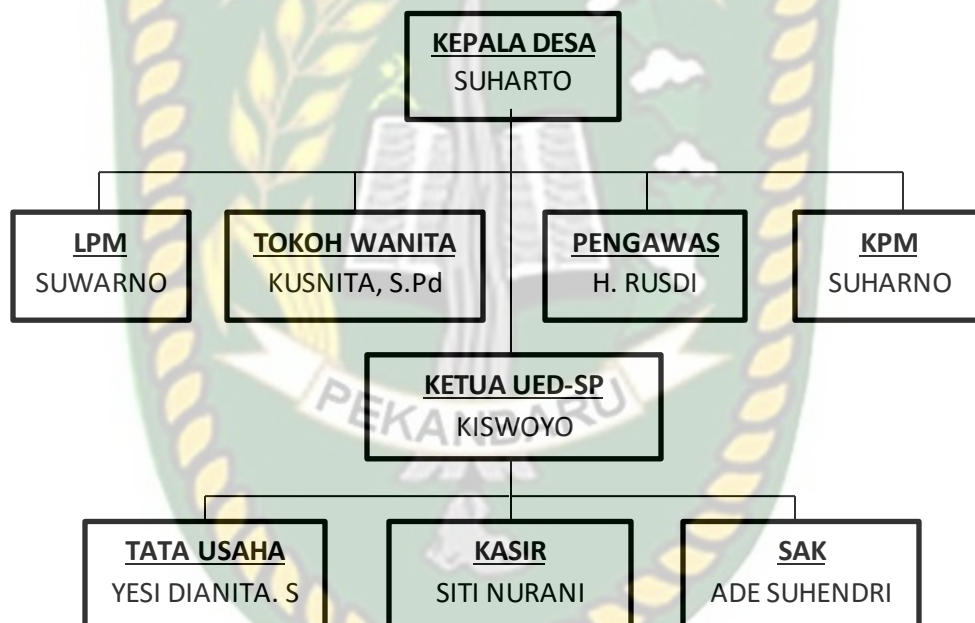 KEPALA DESA
SUHARTO
LPM
SUWARNO
TOKOH WANITA
KUSNITA, S.Pd
PENGAWAS
H. RUSDI
KPM
SUHARNO
KETUA UED-SP
KISWOYO
PEKANBARU
TATA USAHA
YESI DIANITA. S
KASIR
SITI NURANI
SAK
ADE SUHENDRI